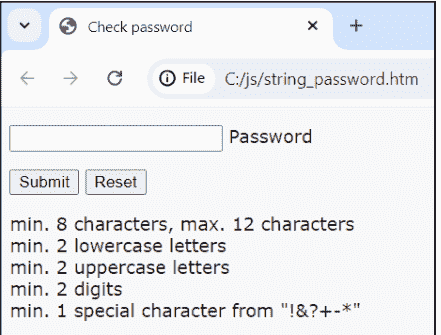 Check password
File C:/js/string_password.htm
Password
Submit Reset
min. 8 characters, max. 12 characters
min. 2 lowercase letters
min. 2 uppercase letters
min. 2 digits
min. 1 special character from "!&?+-*"